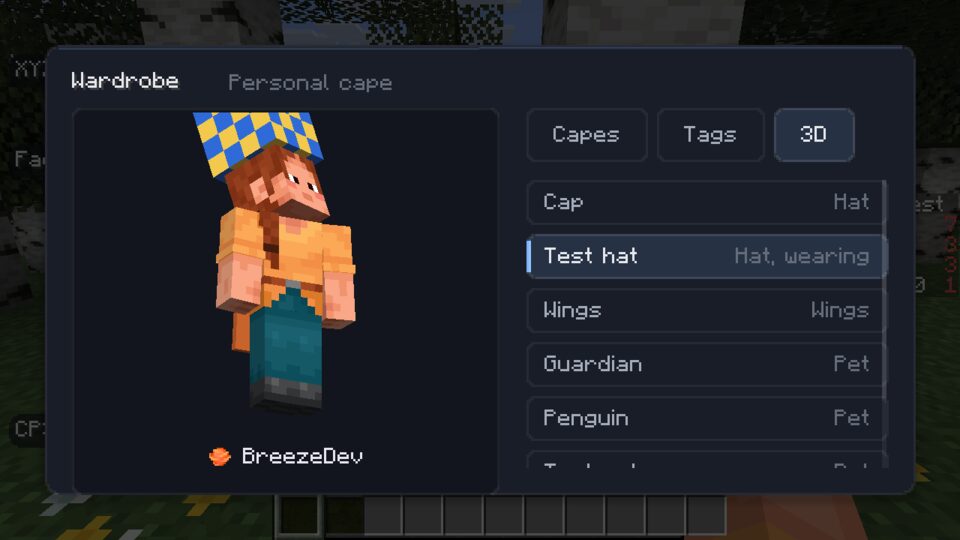 XYZ
Wardrobe
Personal cape
Capes
Tags
3D
Cap
Hat
Test hat
Hat, wearing
Wings
Wings
Guardian
Pet
Penguin
Pet
BreezeDev